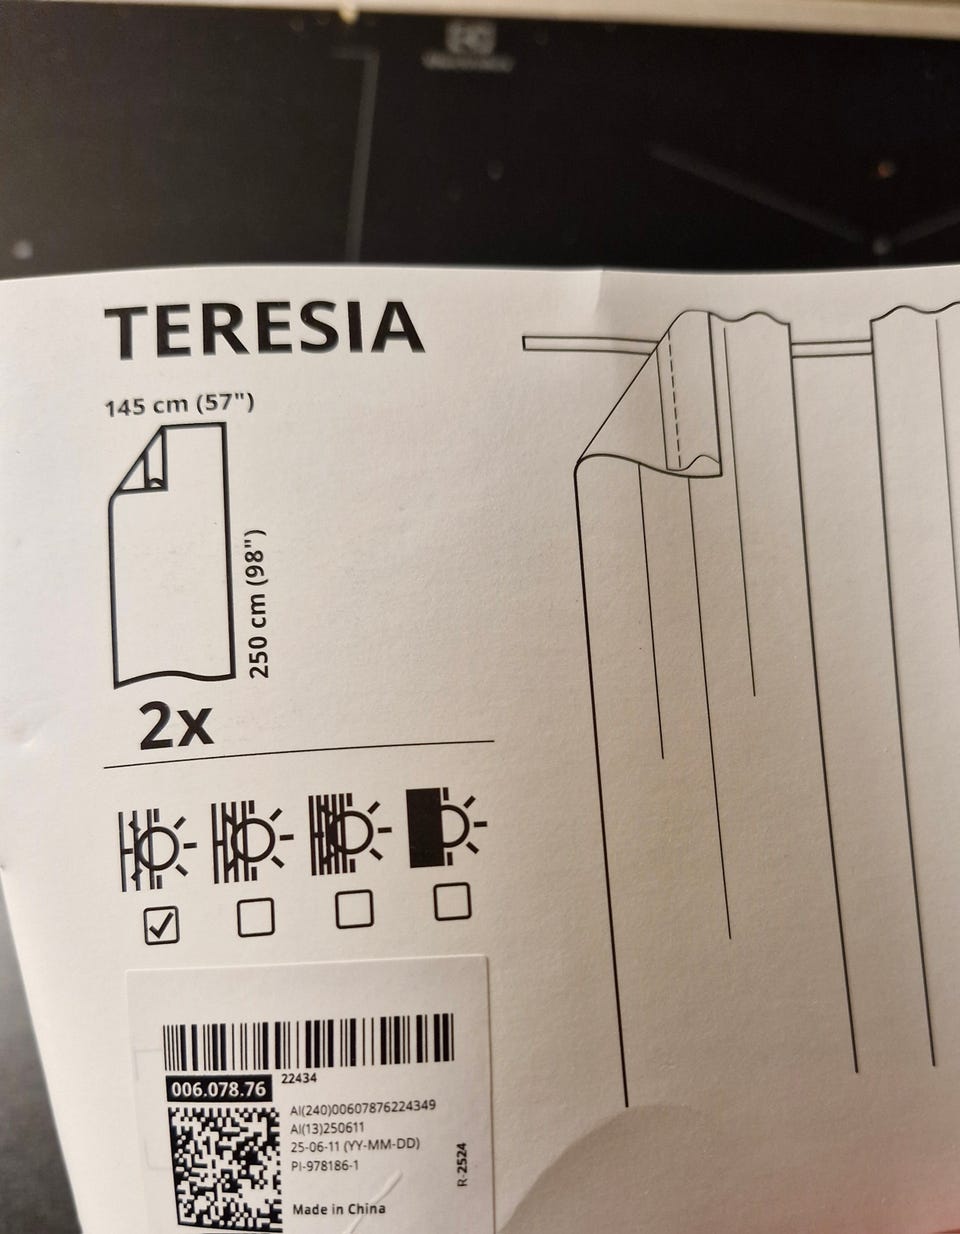 TERESIA
145 cm (57")
250 cm (98")
2x
006.078.76
22434
AI(240)00607876224349
AI(13)250611
25-06-11 (YY-MM-DD)
PI-978186-1
R-2524
Made in China